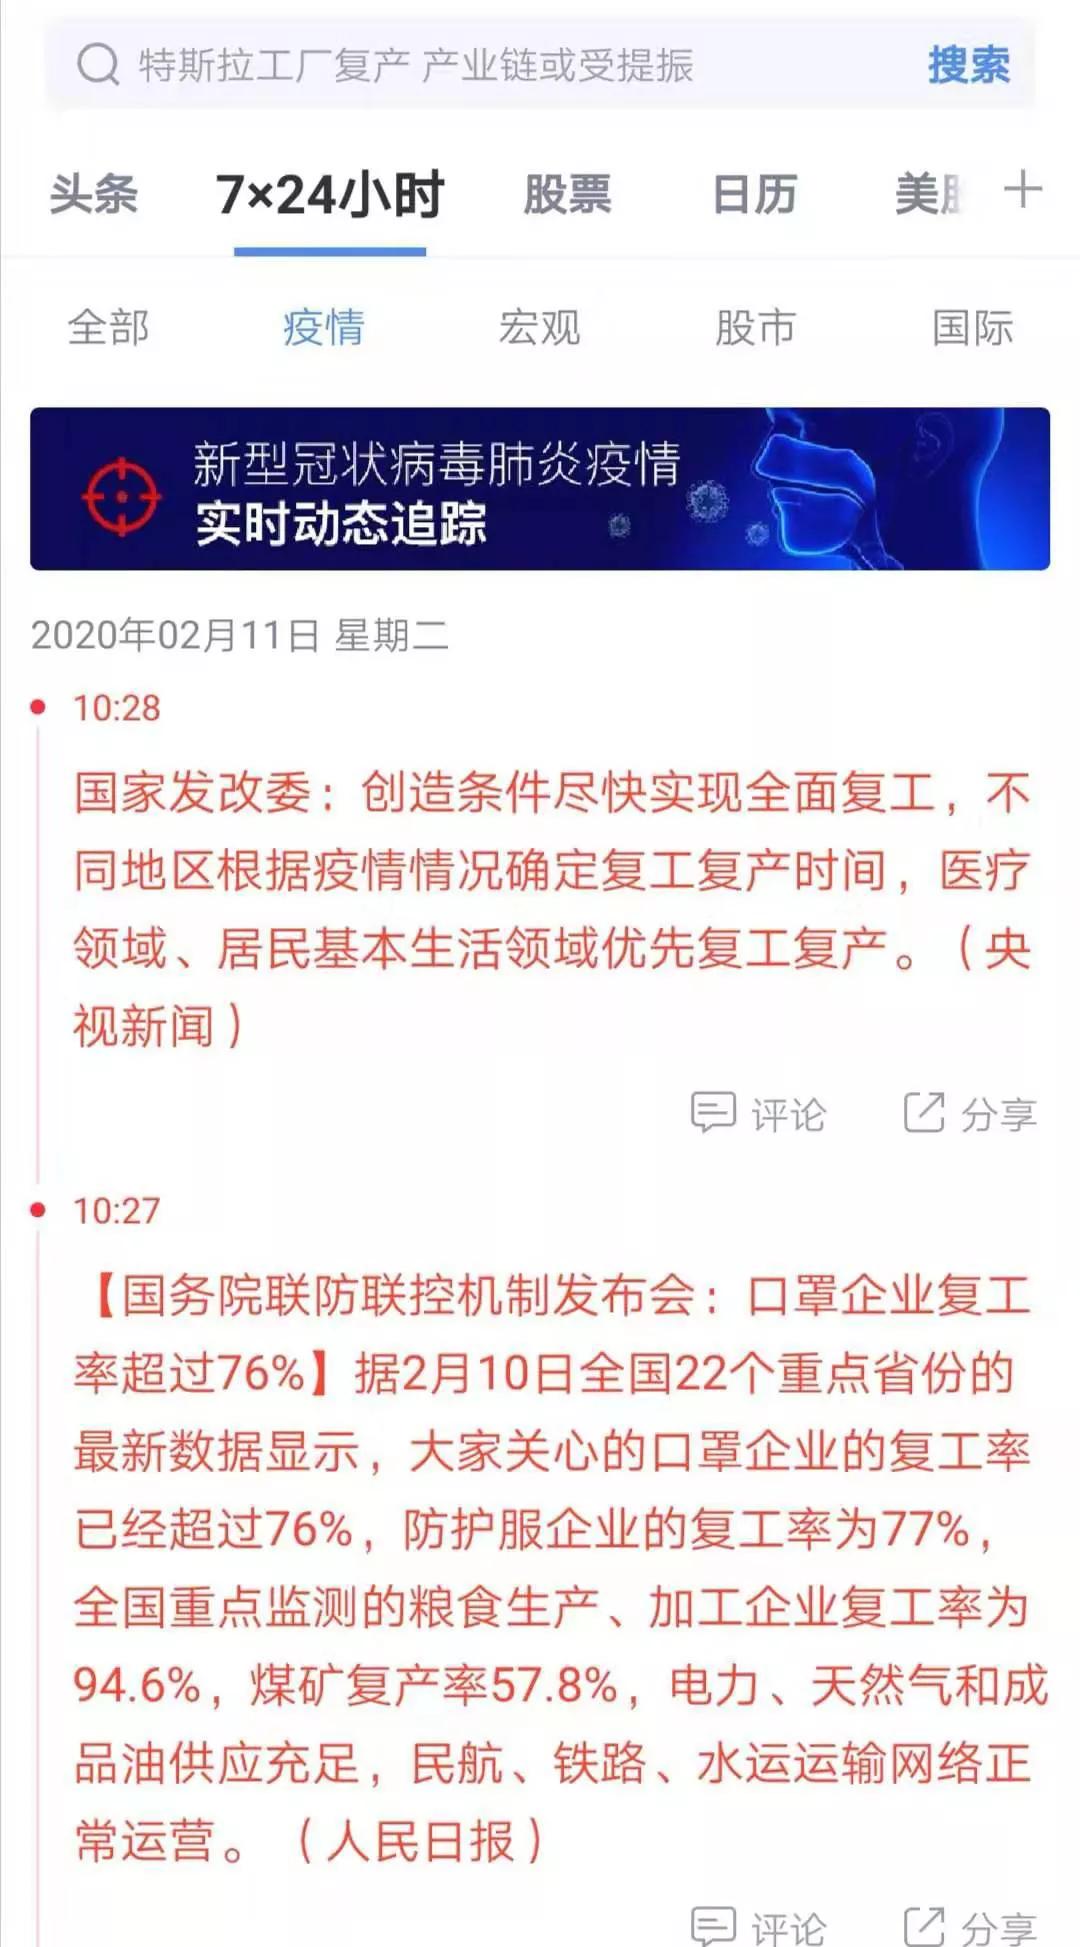 特斯拉工厂复产 产业链或受提振 搜索
头条 7×24小时 股票 日历 美
全部 疫情 宏观 股市 国际
新型冠状病毒肺炎疫情
实时动态追踪
2020年02月11日 星期二
10:28
国家发改委：创造条件尽快实现全面复工，不
同地区根据疫情情况确定复工复产时间，医疗
领域、居民基本生活领域优先复工复产。（央
视新闻）
评论 分享
10:27
【国务院联防联控机制发布会：口罩企业复工
率超过76%】据2月10日全国22个重点省份的
最新数据显示，大家关心的口罩企业的复工率
已经超过76%，防护服企业的复工率为77%，
全国重点监测的粮食生产、加工企业复工率为
94.6%，煤矿复产率57.8%，电力、天然气和成
品油供应充足，民航、铁路、水运运输网络正
常运营。（人民日报）
评论 分享